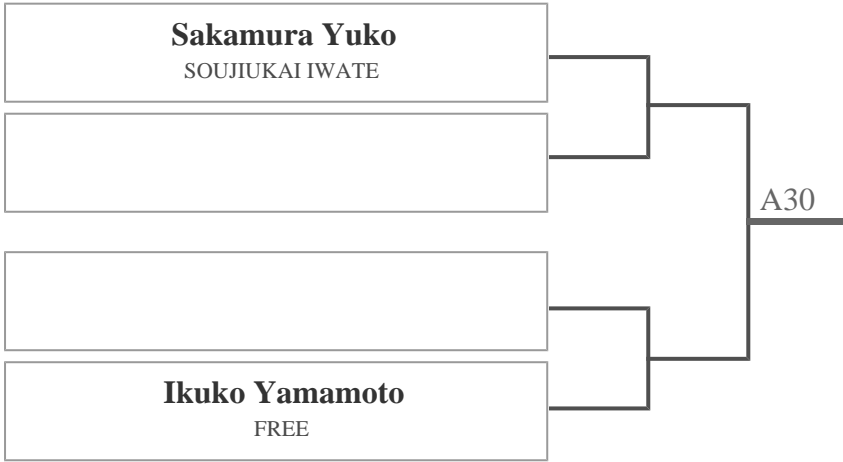 Sakamura Yuko
SOUJIUKAI IWATE
A30
Ikuko Yamamoto
FREE